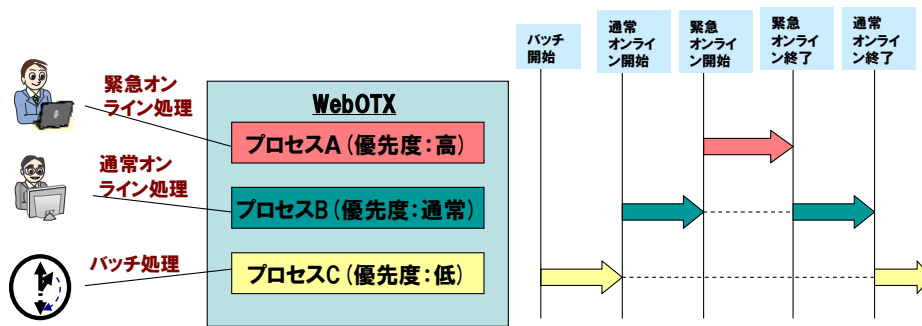 緊急オン
ライン処理
通常オン
ライン処理
バッチ処理
WebOTX
プロセスA(優先度:高)
プロセスB(優先度:通常)
プロセスC(優先度:低)
バッチ
開始
通常
オンライ
ン開始
緊急
オンライ
ン開始
緊急
オンライ
ン終了
通常
オンライ
ン終了